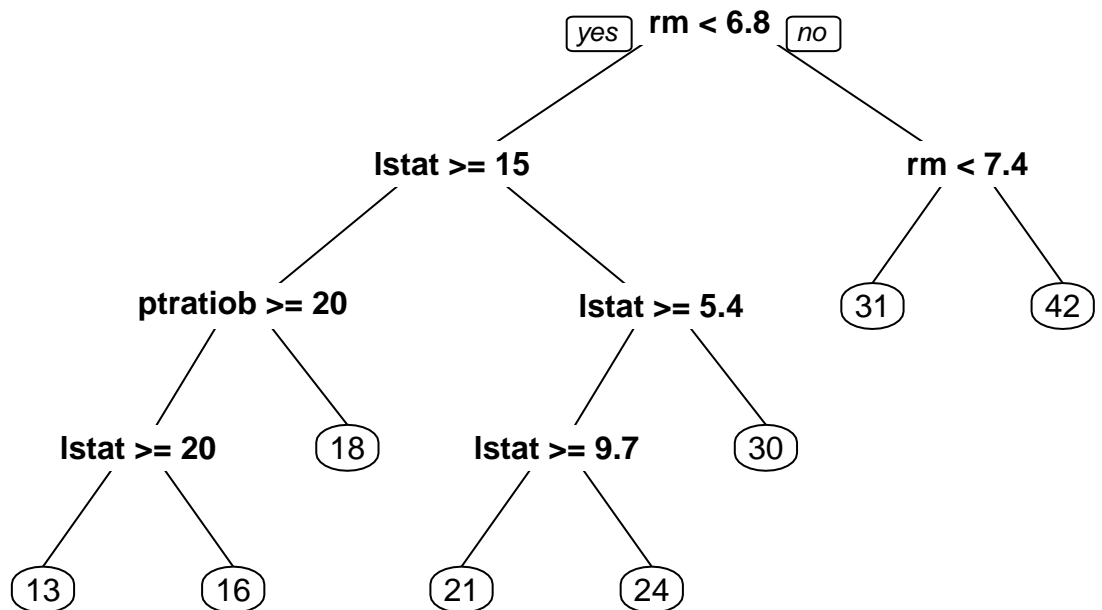 yes rm < 6.8 no
lstat >= 15 rm < 7.4
ptratiob >= 20 lstat >= 5.4 31 42
lstat >= 20 18 lstat >= 9.7 30
13 16 21 24